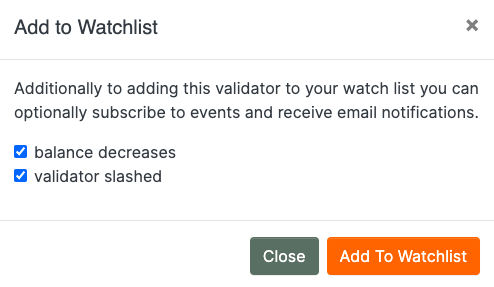 Add to Watchlist ×
Additionally to adding this validator to your watch list you can
optionally subscribe to events and receive email notifications.
balance decreases
validator slashed
Close Add To Watchlist